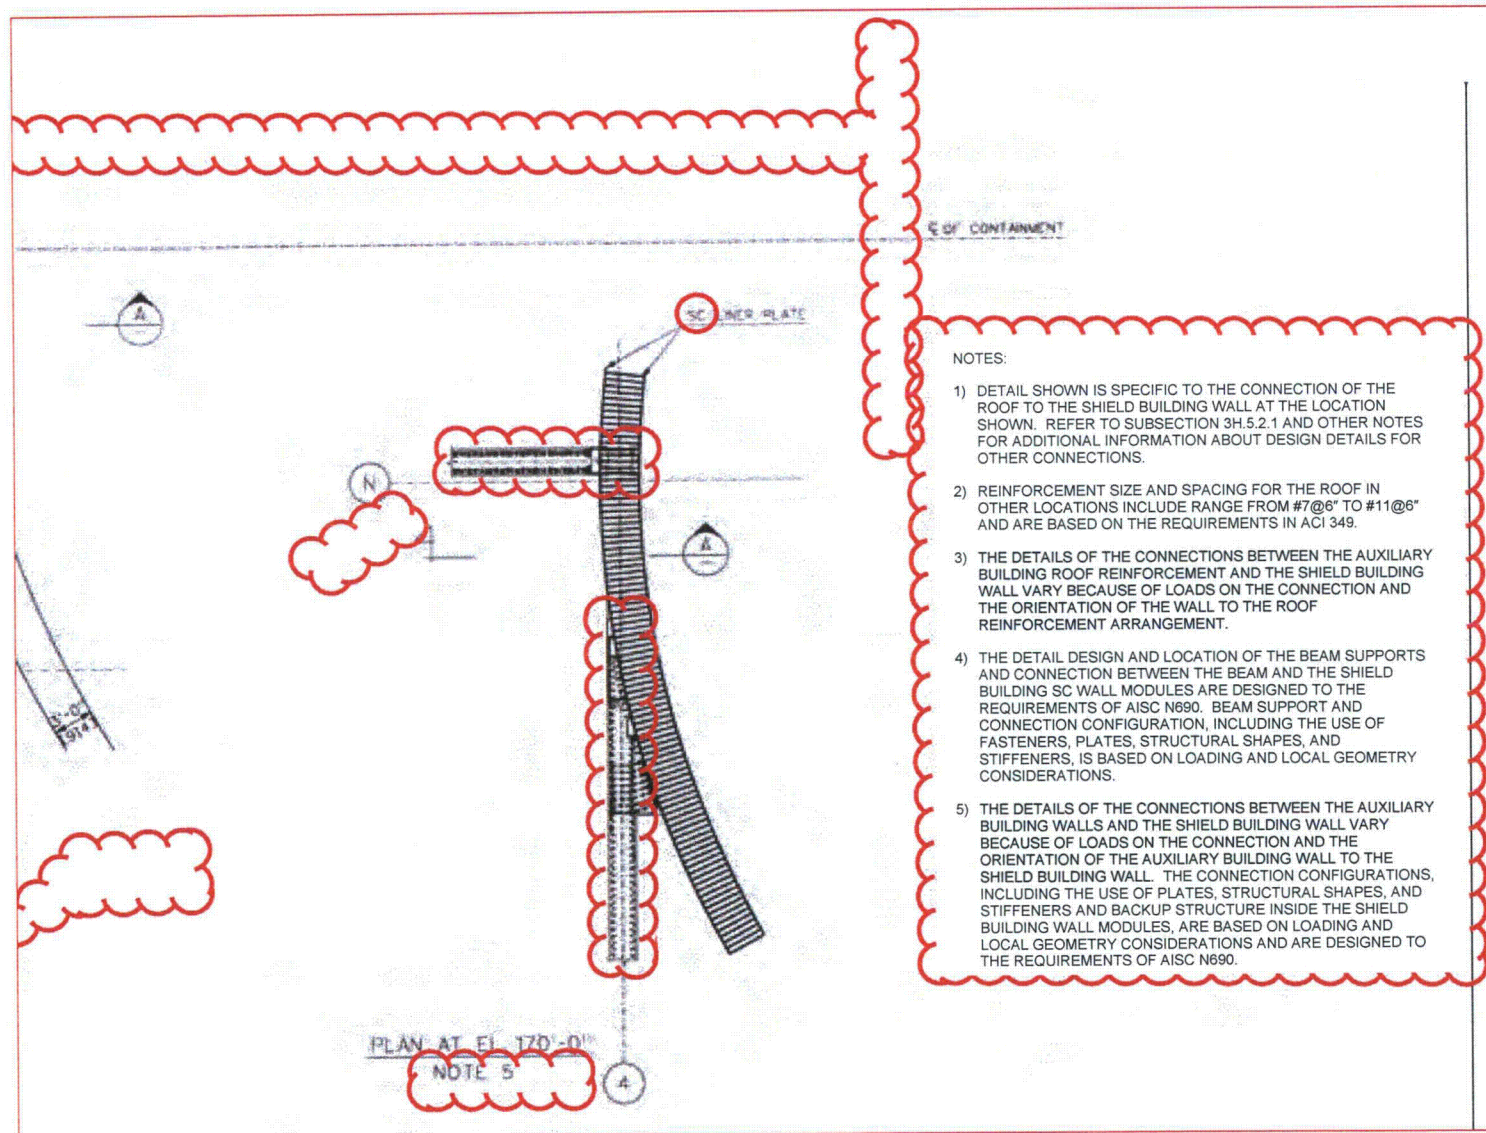 ℄ OF CONTAINMENT
A
SC LINER PLATE
N
A
3'-0"
914
NOTES:
1) DETAIL SHOWN IS SPECIFIC TO THE CONNECTION OF THE
ROOF TO THE SHIELD BUILDING WALL AT THE LOCATION
SHOWN. REFER TO SUBSECTION 3H.5.2.1 AND OTHER NOTES
FOR ADDITIONAL INFORMATION ABOUT DESIGN DETAILS FOR
OTHER CONNECTIONS.
2) REINFORCEMENT SIZE AND SPACING FOR THE ROOF IN
OTHER LOCATIONS INCLUDE RANGE FROM #7@6" TO #11@6"
AND ARE BASED ON THE REQUIREMENTS IN ACI 349.
3) THE DETAILS OF THE CONNECTIONS BETWEEN THE AUXILIARY
BUILDING ROOF REINFORCEMENT AND THE SHIELD BUILDING
WALL VARY BECAUSE OF LOADS ON THE CONNECTION AND
THE ORIENTATION OF THE WALL TO THE ROOF
REINFORCEMENT ARRANGEMENT.
4) THE DETAIL DESIGN AND LOCATION OF THE BEAM SUPPORTS
AND CONNECTION BETWEEN THE BEAM AND THE SHIELD
BUILDING SC WALL MODULES ARE DESIGNED TO THE
REQUIREMENTS OF AISC N690. BEAM SUPPORT AND
CONNECTION CONFIGURATION, INCLUDING THE USE OF
FASTENERS, PLATES, STRUCTURAL SHAPES, AND
STIFFENERS, IS BASED ON LOADING AND LOCAL GEOMETRY
CONSIDERATIONS.
5) THE DETAILS OF THE CONNECTIONS BETWEEN THE AUXILIARY
BUILDING WALLS AND THE SHIELD BUILDING WALL VARY
BECAUSE OF LOADS ON THE CONNECTION AND THE
ORIENTATION OF THE AUXILIARY BUILDING WALL TO THE
SHIELD BUILDING WALL. THE CONNECTION CONFIGURATIONS,
INCLUDING THE USE OF PLATES, STRUCTURAL SHAPES, AND
STIFFENERS AND BACKUP STRUCTURE INSIDE THE SHIELD
BUILDING WALL MODULES, ARE BASED ON LOADING AND
LOCAL GEOMETRY CONSIDERATIONS AND ARE DESIGNED TO
THE REQUIREMENTS OF AISC N690.
PLAN AT EL. 170'-0"
NOTE 5
4